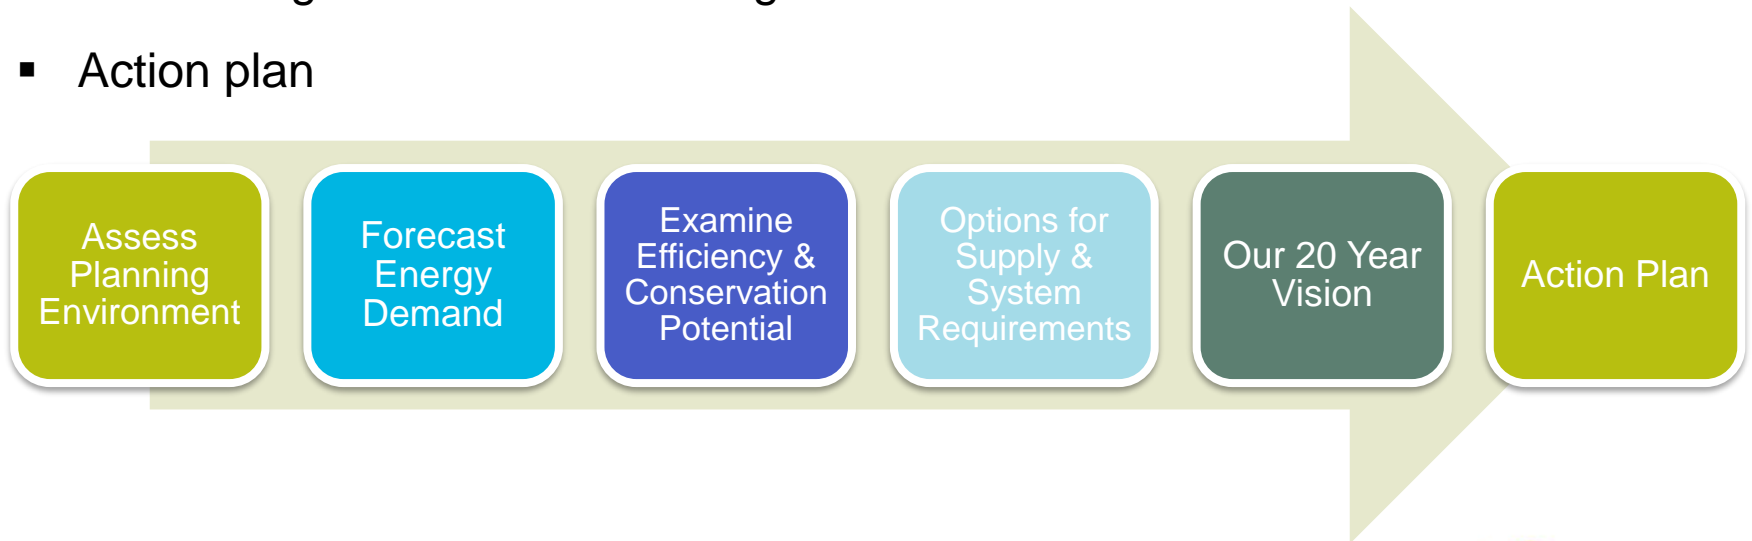 ▪ Action plan
Assess
Planning
Environment
Forecast
Energy
Demand
Examine
Efficiency &
Conservation
Potential
Options for
Supply &
System
Requirements
Our 20 Year
Vision
Action Plan